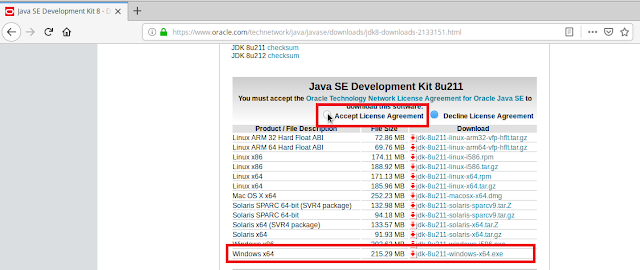 Java SE Development Kit 8 - D
https://www.oracle.com/technetwork/java/javase/downloads/jdk8-downloads-2133151.html
JDK 8u211 checksum
JDK 8u212 checksum
Java SE Development Kit 8u211
You must accept the Oracle Technology Network License Agreement for Oracle Java SE to
download this software.
Accept License Agreement Decline License Agreement
Product / File Description File Size Download
Linux ARM 32 Hard Float ABI 72.86 MB jdk-8u211-linux-arm32-vfp-hflt.tar.gz
Linux ARM 64 Hard Float ABI 69.76 MB jdk-8u211-linux-arm64-vfp-hflt.tar.gz
Linux x86 174.11 MB jdk-8u211-linux-i586.rpm
Linux x86 188.92 MB jdk-8u211-linux-i586.tar.gz
Linux x64 171.13 MB jdk-8u211-linux-x64.rpm
Linux x64 185.96 MB jdk-8u211-linux-x64.tar.gz
Mac OS X x64 252.23 MB jdk-8u211-macosx-x64.dmg
Solaris SPARC 64-bit (SVR4 package) 132.98 MB jdk-8u211-solaris-sparcv9.tar.Z
Solaris SPARC 64-bit 94.18 MB jdk-8u211-solaris-sparcv9.tar.gz
Solaris x64 (SVR4 package) 133.57 MB jdk-8u211-solaris-x64.tar.Z
Solaris x64 91.93 MB jdk-8u211-solaris-x64.tar.gz
Windows x64 215.29 MB jdk-8u211-windows-x64.exe